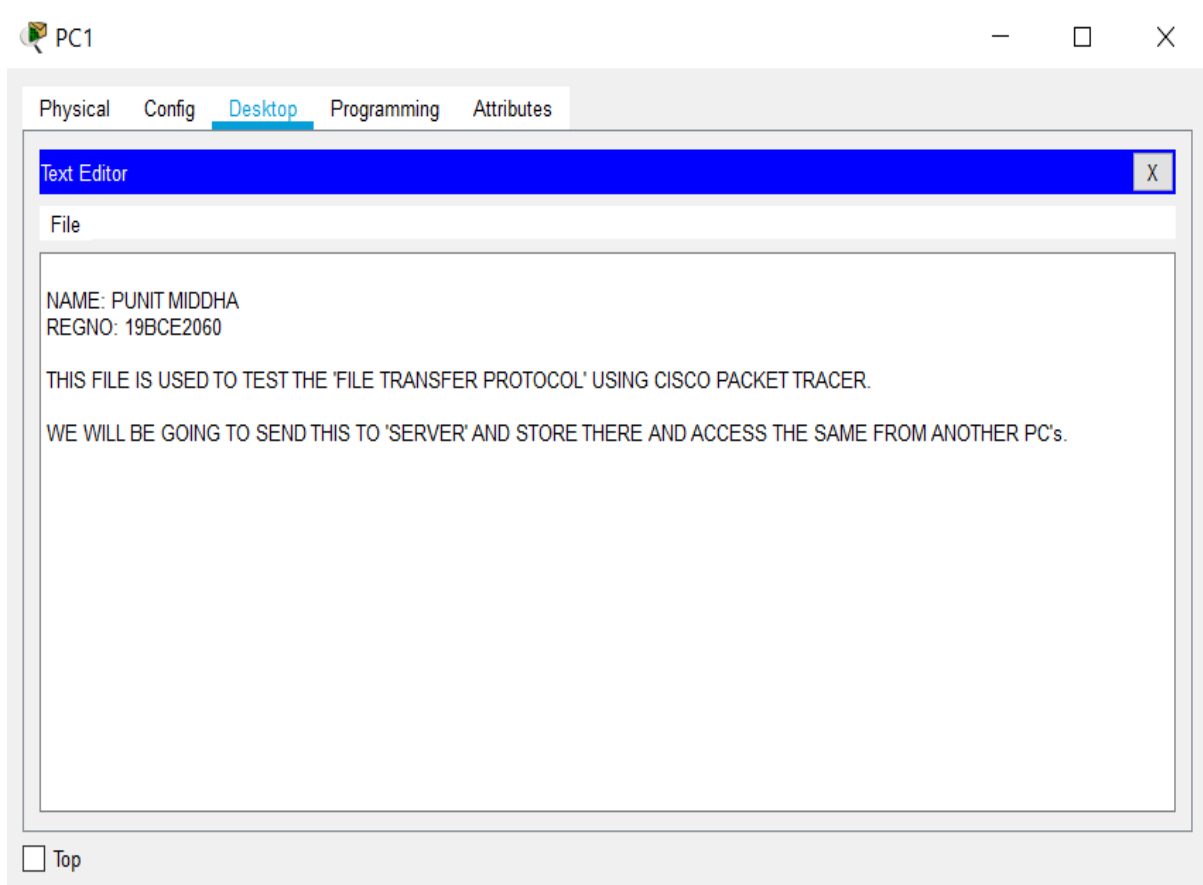 PC1
Physical Config Desktop Programming Attributes
Text Editor X
File
NAME: PUNIT MIDDHA
REGNO: 19BCE2060
THIS FILE IS USED TO TEST THE 'FILE TRANSFER PROTOCOL' USING CISCO PACKET TRACER.
WE WILL BE GOING TO SEND THIS TO 'SERVER' AND STORE THERE AND ACCESS THE SAME FROM ANOTHER PC's.
Top